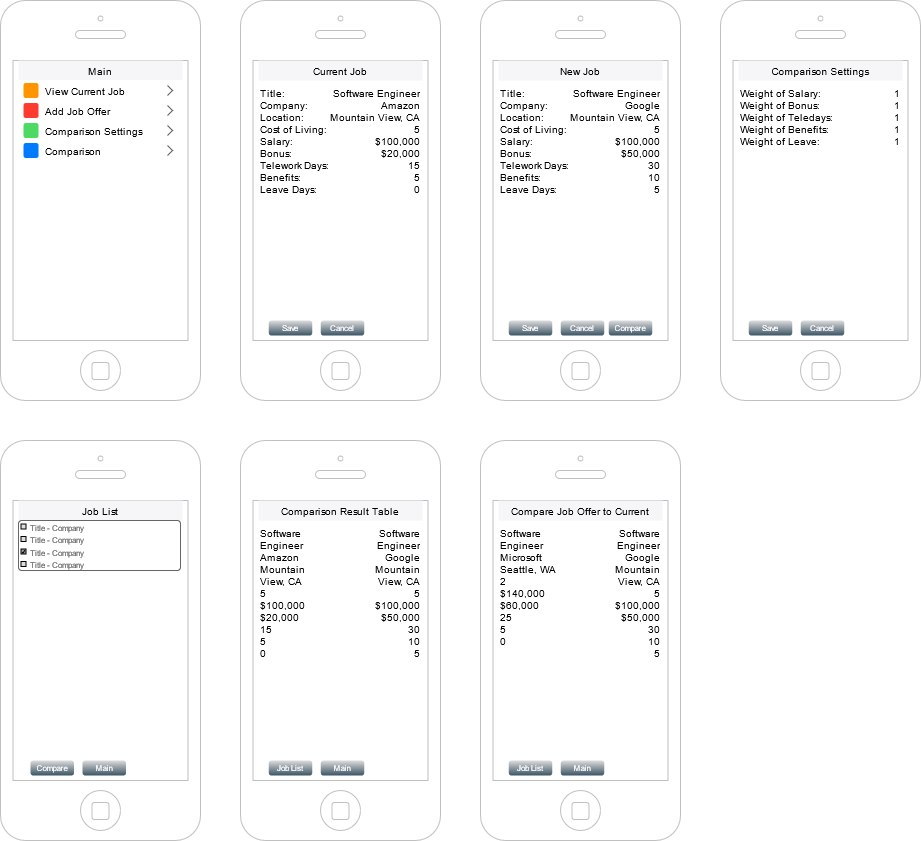 Main
View Current Job
Add Job Offer
Comparison Settings
Comparison
Current Job
Title: Software Engineer
Company: Amazon
Location: Mountain View, CA
Cost of Living: 5
Salary: $100,000
Bonus: $20,000
Telework Days: 15
Benefits: 5
Leave Days: 0
Save Cancel
New Job
Title: Software Engineer
Company: Google
Location: Mountain View, CA
Cost of Living: 5
Salary: $100,000
Bonus: $50,000
Telework Days: 30
Benefits: 10
Leave Days: 5
Save Cancel Compare
Comparison Settings
Weight of Salary: 1
Weight of Bonus: 1
Weight of Teledays: 1
Weight of Benefits: 1
Weight of Leave: 1
Save Cancel
Job List
Title - Company
Title - Company
Title - Company
Title - Company
Compare Main
Comparison Result Table
Software Software
Engineer Engineer
Amazon Google
Mountain Mountain
View, CA View, CA
5 5
$100,000 $100,000
$20,000 $50,000
15 30
5 10
0 5
Job List Main
Compare Job Offer to Current
Software Software
Engineer Engineer
Microsoft Google
Seattle, WA Mountain
2 View, CA
$140,000 5
$60,000 $100,000
25 $50,000
5 30
0 10
5
Job List Main